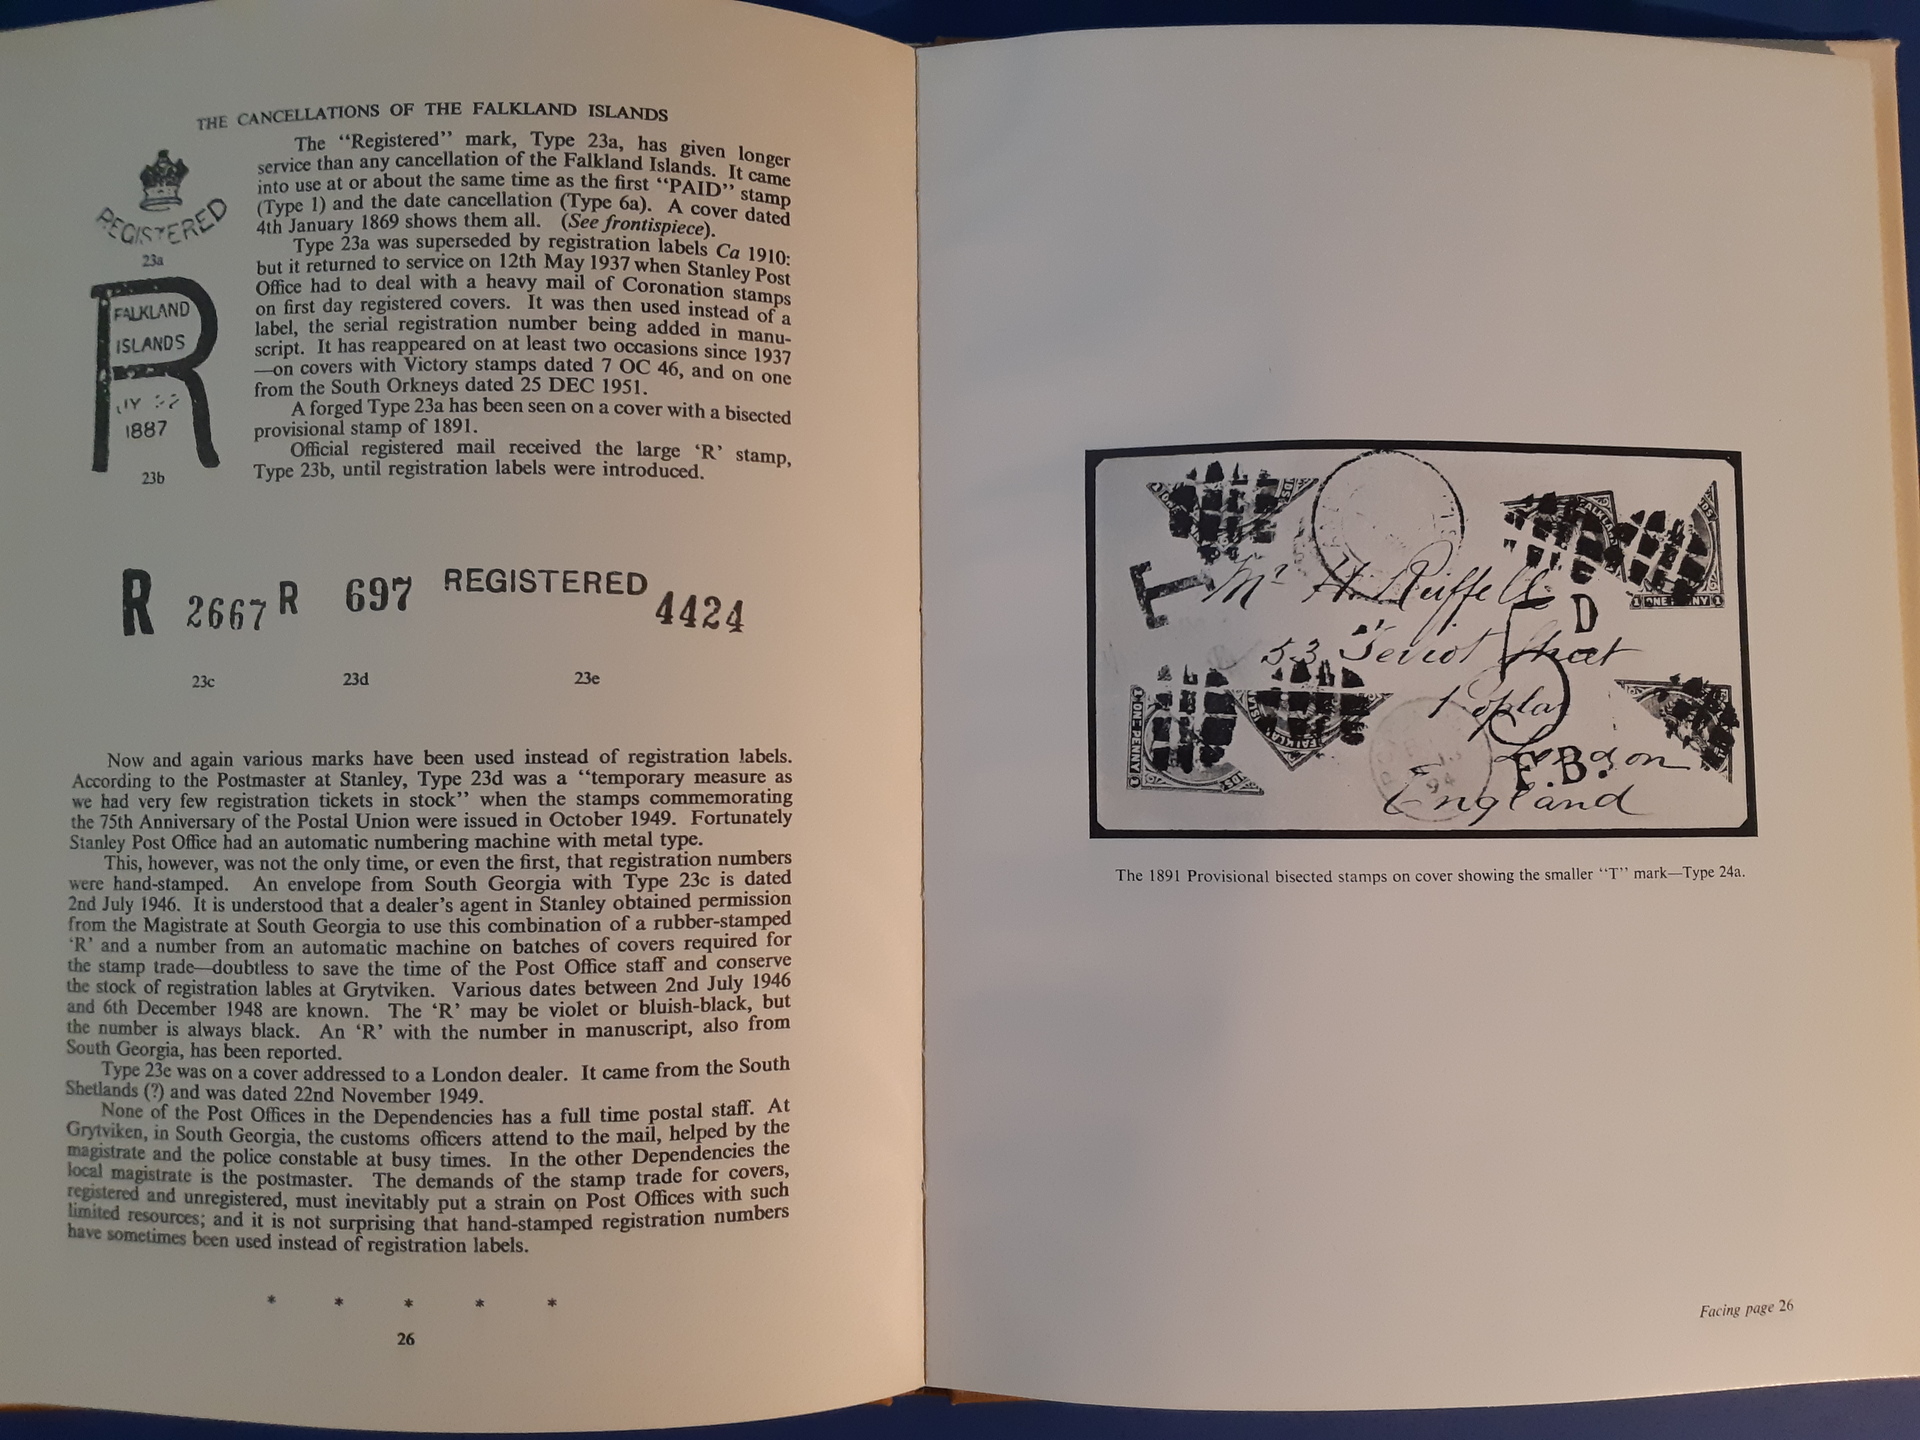 THE CANCELLATIONS OF THE FALKLAND ISLANDS
REGISTERED
23a
FALKLAND
ISLANDS
1887
23b
The “Registered” mark, Type 23a, has given longer
service than any cancellation of the Falkland Islands. It came
into use at or about the same time as the first “PAID” stamp
(Type 1) and the date cancellation (Type 6a). A cover dated
4th January 1869 shows them all. (See frontispiece).
Type 23a was superseded by registration labels Ca 1910:
but it returned to service on 12th May 1937 when Stanley Post
Office had to deal with a heavy mail of Coronation stamps
on first day registered covers. It was then used instead of a
label, the serial registration number being added in manu-
script. It has reappeared on at least two occasions since 1937
—on covers with Victory stamps dated 7 OC 46, and on one
from the South Orkneys dated 25 DEC 1951.
A forged Type 23a has been seen on a cover with a bisected
provisional stamp of 1891.
Official registered mail received the large ‘R’ stamp,
Type 23b, until registration labels were introduced.
R 2667 R 697 REGISTERED 4424
23c 23d 23e
Now and again various marks have been used instead of registration labels.
According to the Postmaster at Stanley, Type 23d was a “temporary measure as
we had very few registration tickets in stock” when the stamps commemorating
the 75th Anniversary of the Postal Union were issued in October 1949. Fortunately
Stanley Post Office had an automatic numbering machine with metal type.
This, however, was not the only time, or even the first, that registration numbers
were hand-stamped. An envelope from South Georgia with Type 23c is dated
2nd July 1946. It is understood that a dealer’s agent in Stanley obtained permission
from the Magistrate at South Georgia to use this combination of a rubber-stamped
‘R’ and a number from an automatic machine on batches of covers required for
the stamp trade—doubtless to save the time of the Post Office staff and conserve
the stock of registration lables at Grytviken. Various dates between 2nd July 1946
and 6th December 1948 are known. The ‘R’ may be violet or bluish-black, but
the number is always black. An ‘R’ with the number in manuscript, also from
South Georgia, has been reported.
Type 23e was on a cover addressed to a London dealer. It came from the South
Shetlands (?) and was dated 22nd November 1949.
None of the Post Offices in the Dependencies has a full time postal staff. At
Grytviken, in South Georgia, the customs officers attend to the mail, helped by the
magistrate and the police constable at busy times. In the other Dependencies the
local magistrate is the postmaster. The demands of the stamp trade for covers,
registered and unregistered, must inevitably put a strain on Post Offices with such
limited resources; and it is not surprising that hand-stamped registration numbers
have sometimes been used instead of registration labels.
* * * * *
26
T
Mr H. Ruffell
53 Teviot Street
Poplar
London
England
D
5
F.B.
ONE PENNY
ONE PENNY
The 1891 Provisional bisected stamps on cover showing the smaller “T” mark—Type 24a.
Facing page 26